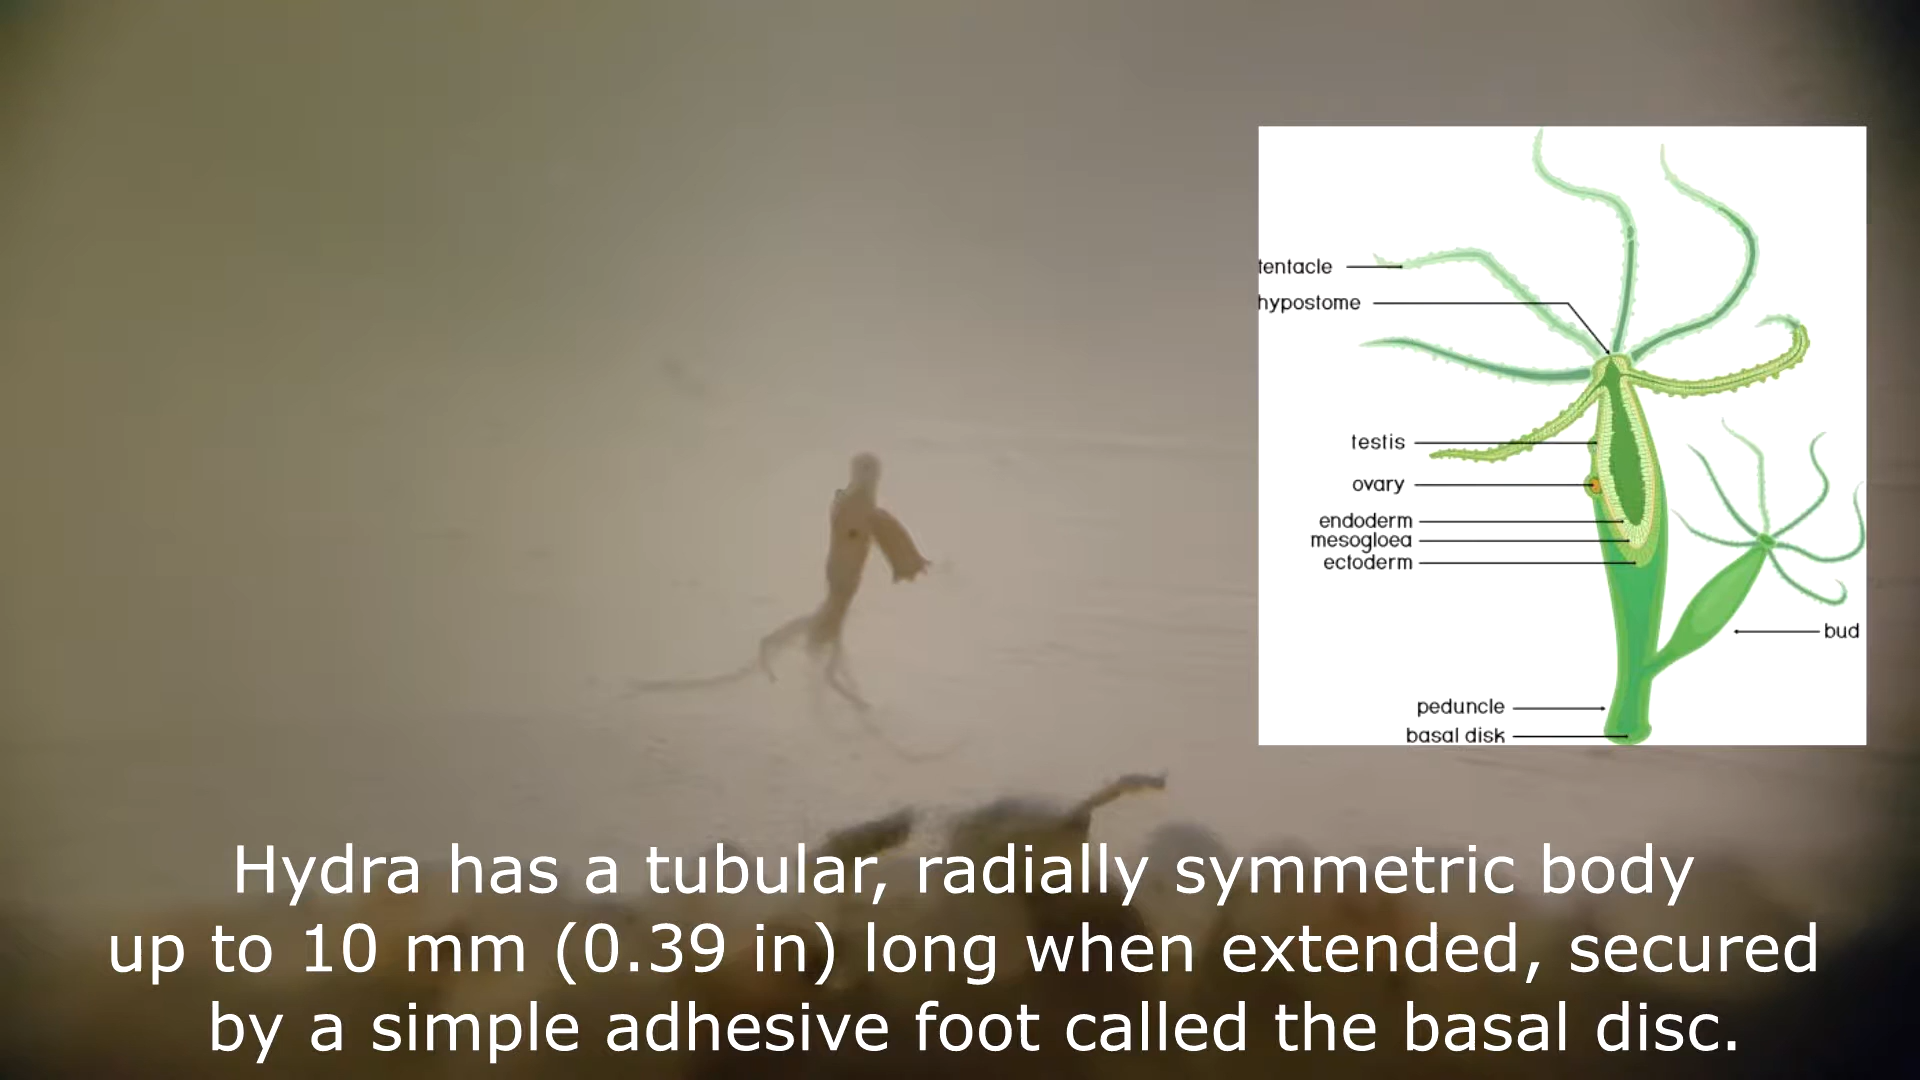 tentacle
hypostome
testis
ovary
endoderm
mesogloea
ectoderm
bud
peduncle
basal disk
Hydra has a tubular, radially symmetric body
up to 10 mm (0.39 in) long when extended, secured
by a simple adhesive foot called the basal disc.